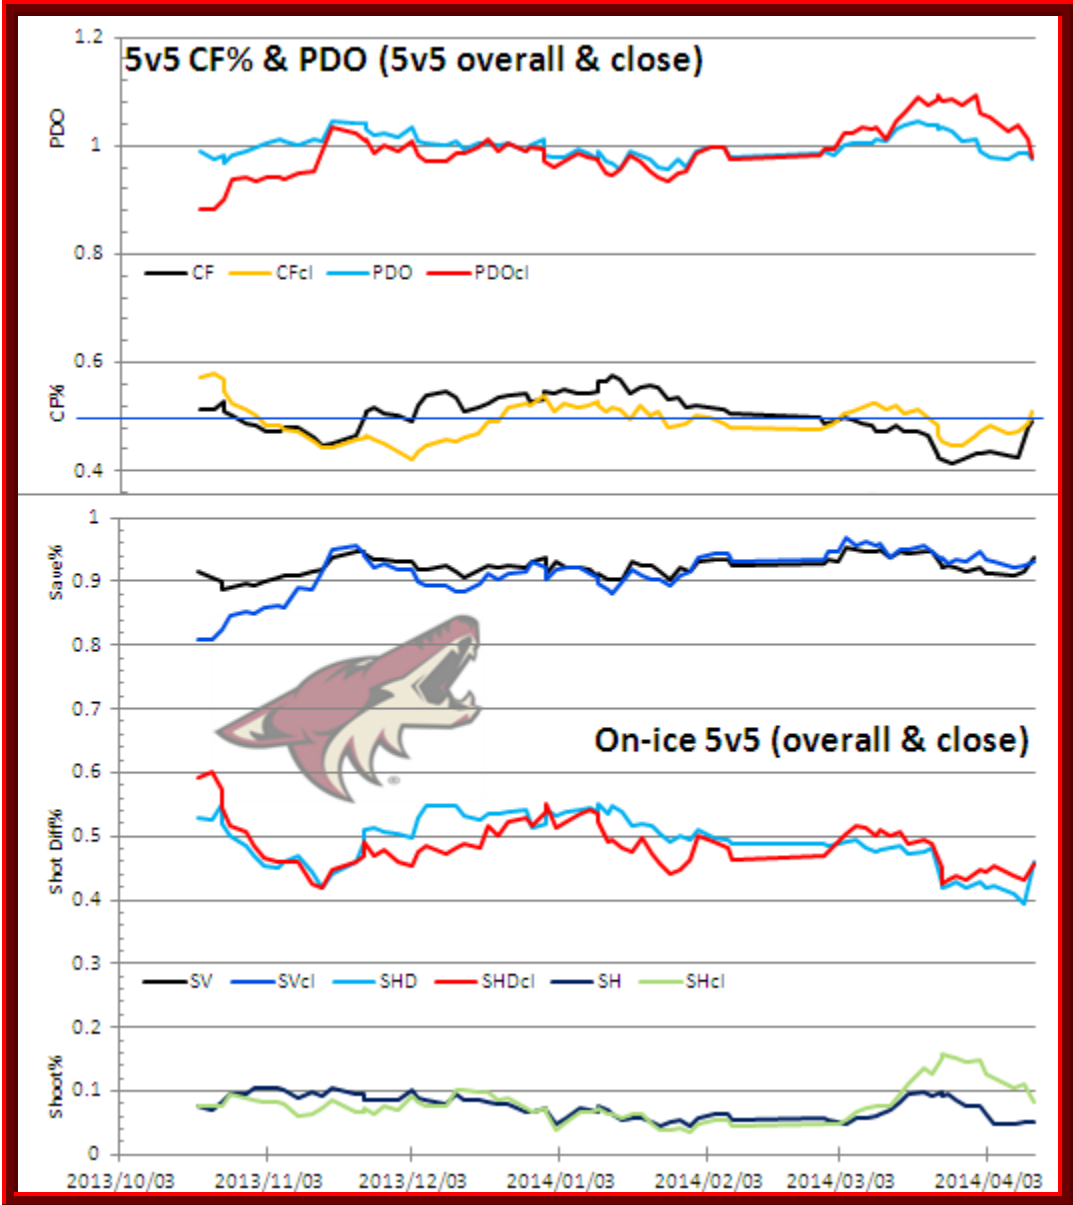 1.2
5v5 CF% & PDO (5v5 overall & close)
PDO
1
0.8
CF CFcl PDO PDOcl
0.6
CF%
0.4
1
Save%
0.9
0.8
0.7
On-ice 5v5 (overall & close)
0.6
Shot Diff%
0.5
0.4
0.3
SV SVcl SHD SHDcl SH SHcl
0.2
Shoot%
0.1
0
2013/10/03 2013/11/03 2013/12/03 2014/01/03 2014/02/03 2014/03/03 2014/04/03